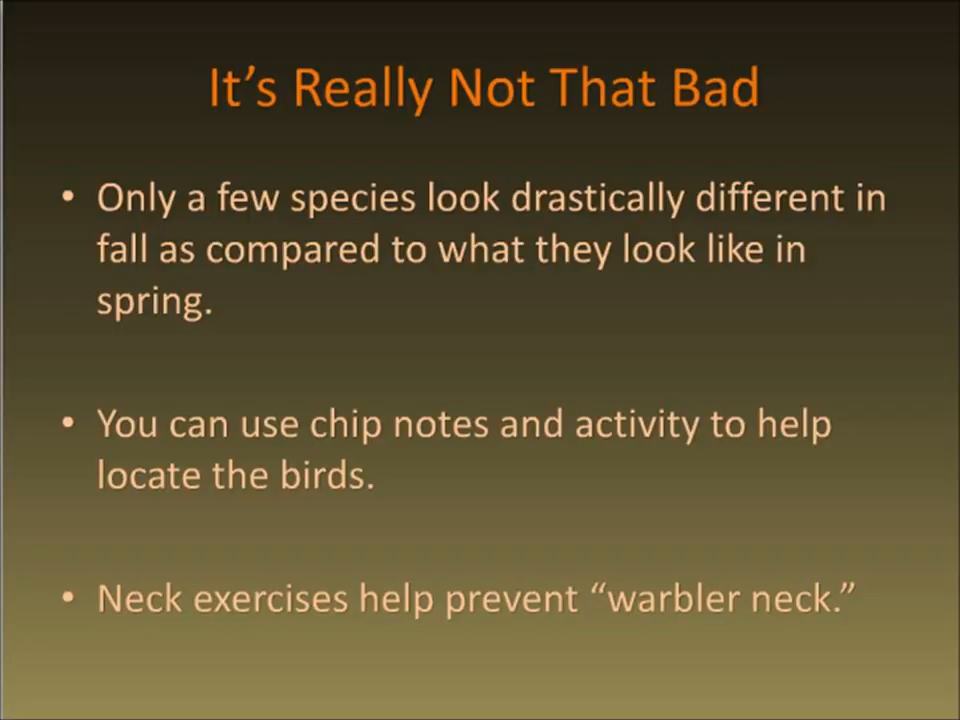 It’s Really Not That Bad
• Only a few species look drastically different in
fall as compared to what they look like in
spring.
• You can use chip notes and activity to help
locate the birds.
• Neck exercises help prevent “warbler neck.”